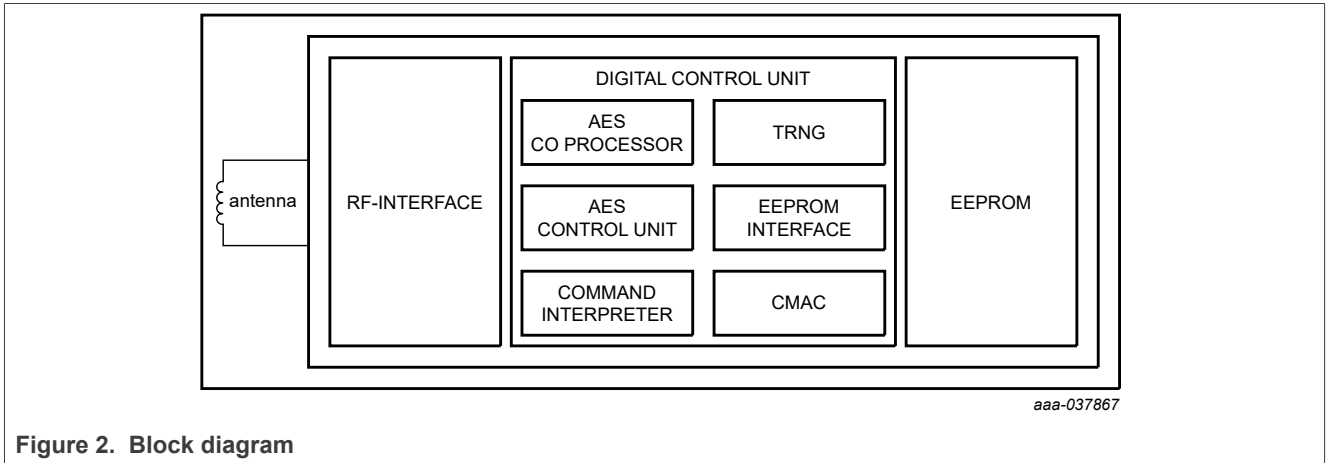 DIGITAL CONTROL UNIT
AES
CO PROCESSOR
TRNG
antenna
RF-INTERFACE
AES
CONTROL UNIT
EEPROM
INTERFACE
EEPROM
COMMAND
INTERPRETER
CMAC
aaa-037867
Figure 2. Block diagram